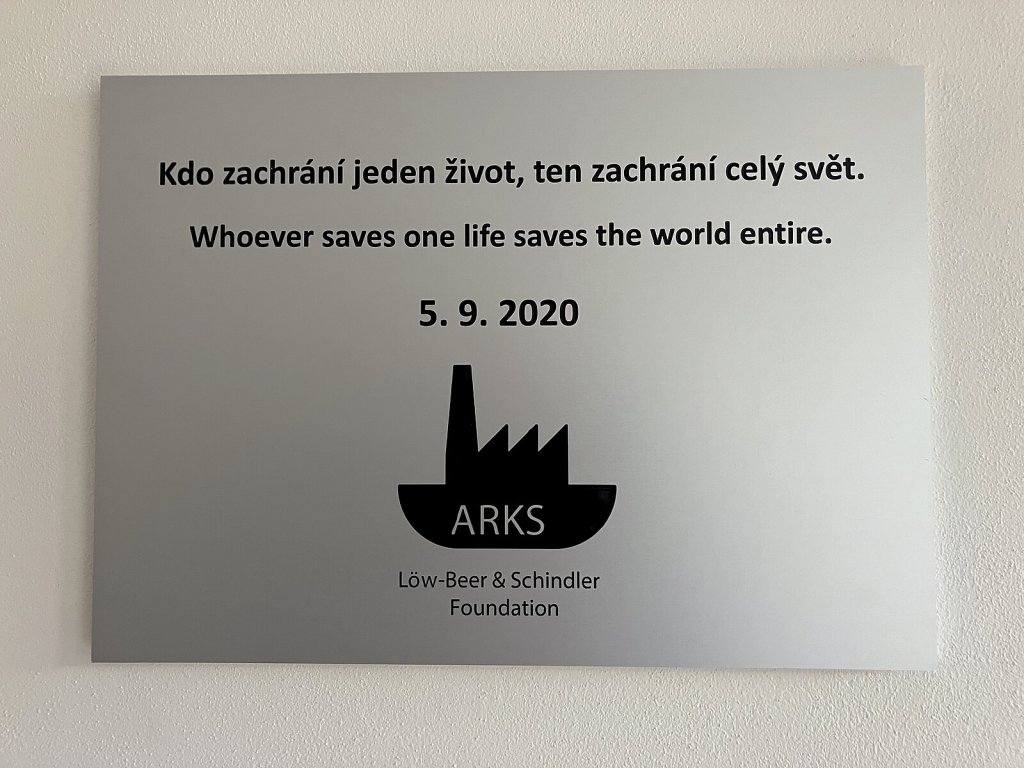 Kdo zachrání jeden život, ten zachrání celý svět.
Whoever saves one life saves the world entire.
5. 9. 2020
ARKS
Löw-Beer & Schindler
Foundation